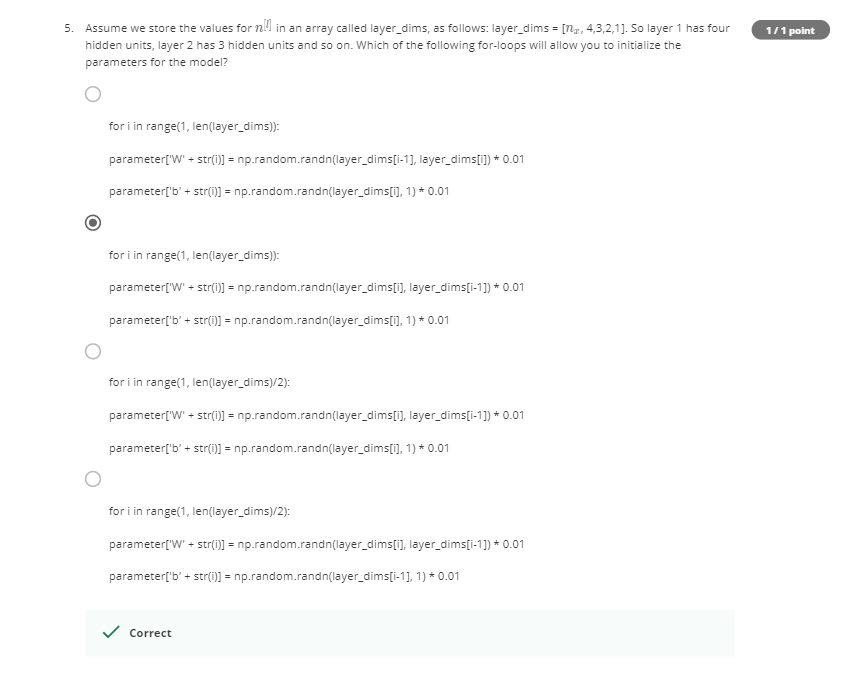 5. Assume we store the values for n^[l] in an array called layer_dims, as follows: layer_dims = [n_x, 4,3,2,1]. So layer 1 has four
1 / 1 point
hidden units, layer 2 has 3 hidden units and so on. Which of the following for-loops will allow you to initialize the
parameters for the model?
for i in range(1, len(layer_dims)):
parameter['W' + str(i)] = np.random.randn(layer_dims[i-1], layer_dims[i]) * 0.01
parameter['b' + str(i)] = np.random.randn(layer_dims[i], 1) * 0.01
for i in range(1, len(layer_dims)):
parameter['W' + str(i)] = np.random.randn(layer_dims[i], layer_dims[i-1]) * 0.01
parameter['b' + str(i)] = np.random.randn(layer_dims[i], 1) * 0.01
for i in range(1, len(layer_dims)/2):
parameter['W' + str(i)] = np.random.randn(layer_dims[i], layer_dims[i-1]) * 0.01
parameter['b' + str(i)] = np.random.randn(layer_dims[i], 1) * 0.01
for i in range(1, len(layer_dims)/2):
parameter['W' + str(i)] = np.random.randn(layer_dims[i], layer_dims[i-1]) * 0.01
parameter['b' + str(i)] = np.random.randn(layer_dims[i-1], 1) * 0.01
Correct